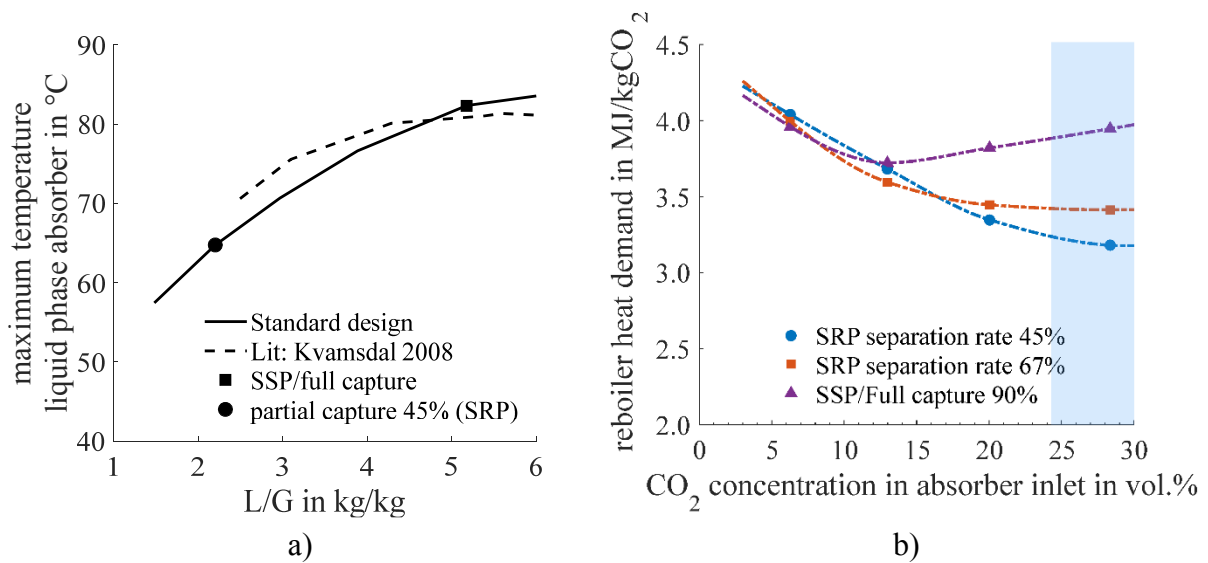 maximum temperature
liquid phase absorber in °C
90
80
70
60
50
40
1
2
3
4
5
6
L/G in kg/kg
Standard design
Lit: Kvamsdal 2008
SSP/full capture
partial capture 45% (SRP)
a)
reboiler heat demand in MJ/kgCO2
4.5
4.0
3.5
3.0
2.5
2.0
0
5
10
15
20
25
30
CO2 concentration in absorber inlet in vol.%
SRP separation rate 45%
SRP separation rate 67%
SSP/Full capture 90%
b)